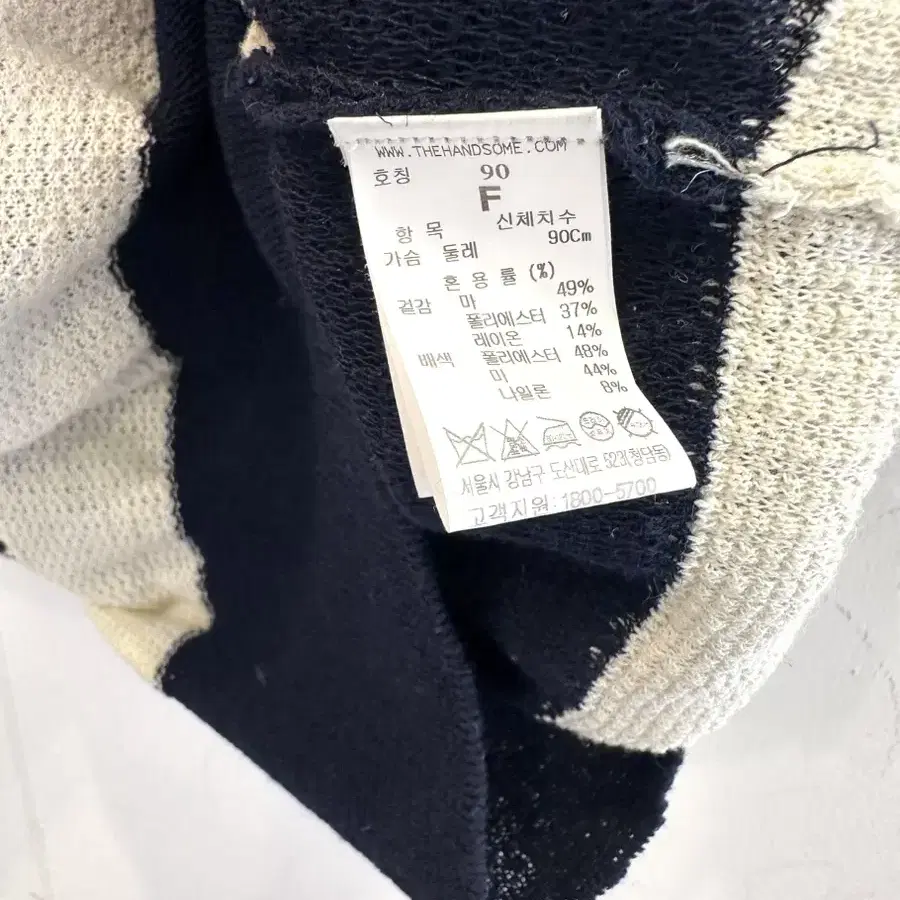 WWW.THEHANDSOME.COM
호칭 90
F
항 목 신체치수
가슴 둘레 90Cm
혼 용 률 (%)
겉감 마 49%
폴리에스터 37%
레이온 14%
배색 폴리에스터 48%
마 44%
나일론 8%
서울시 강남구 도산대로 523(청담동)
고객지원:1800-5700